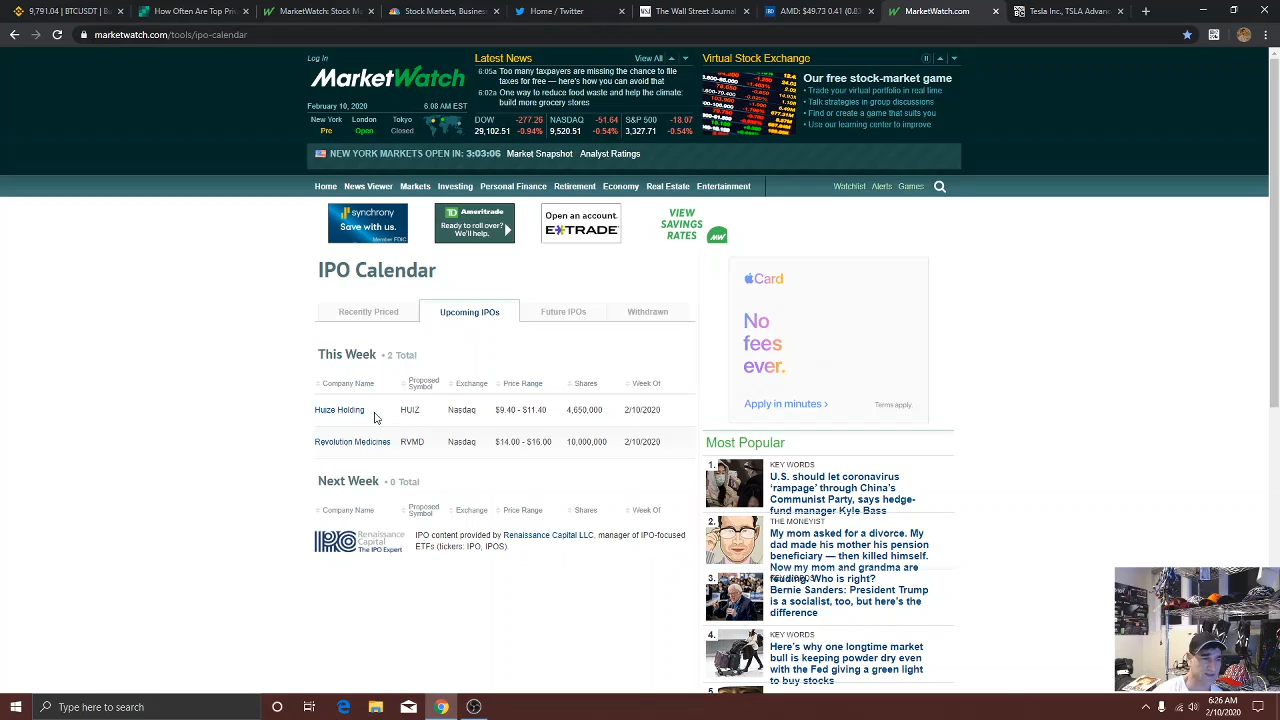 9,791.04 | BTCUSDT | B
How Often Are Top Pri
MarketWatch: Stock M
Stock Markets, Busines
Home / Twitter
The Wall Street Journal
AMD: $49.73 0.41 (0.83
MarketWatch.com
Tesla Inc, TSLA Advanc
marketwatch.com/tools/ipo-calendar
Log In
MarketWatch
February 10, 2020 6:08 AM EST
New York London Tokyo
Pre Open Closed
Latest News View All
6:05a Too many taxpayers are missing the chance to file
taxes for free – here's how you can avoid that
6:02a One way to reduce food waste and help the climate:
build more grocery stores
DOW -277.26 NASDAQ -51.64 S&P 500 -18.07
29,102.51 -0.94% 9,520.51 -0.54% 3,327.71 -0.54%
Virtual Stock Exchange
Our free stock-market game
• Trade your virtual portfolio in real time
• Talk strategies in group discussions
• Find or create a game that suits you
• Use our learning center to improve
NEW YORK MARKETS OPEN IN: 3:03:06 Market Snapshot Analyst Ratings
Home News Viewer Markets Investing Personal Finance Retirement Economy Real Estate Entertainment Watchlist Alerts Games
synchrony
Save with us.
Member FDIC
TD Ameritrade
Ready to roll over?
We'll help.
Open an account.
E*TRADE
VIEW
SAVINGS
RATES
MW
IPO Calendar
Recently Priced Upcoming IPOs Future IPOs Withdrawn
This Week • 2 Total
Company Name Proposed Symbol Exchange Price Range Shares Week Of
Huize Holding HUIZ Nasdaq $9.40 - $11.40 4,650,000 2/10/2020
Revolution Medicines RVMD Nasdaq $14.00 - $16.00 10,000,000 2/10/2020
Next Week • 0 Total
Company Name Proposed Symbol Exchange Price Range Shares Week Of
IPO Renaissance Capital The IPO Expert
IPO content provided by Renaissance Capital LLC, manager of IPO-focused
ETFs (tickers: IPO, IPOS).
Card
No
fees
ever.
Apply in minutes > Terms apply.
Most Popular
1. KEY WORDS
U.S. should let coronavirus
'rampage' through China's
Communist Party, says hedge-
fund manager Kyle Bass
2. THE MONEYIST
My mom asked for a divorce. My
dad made his mother his pension
beneficiary — then killed himself.
Now my mom and grandma are
feuding. Who is right?
3.
Bernie Sanders: President Trump
is a socialist, too, but here's the
difference
4. KEY WORDS
Here's why one longtime market
bull is keeping powder dry even
with the Fed giving a green light
to buy stocks
5.
Type here to search
6:26 AM
2/10/2020